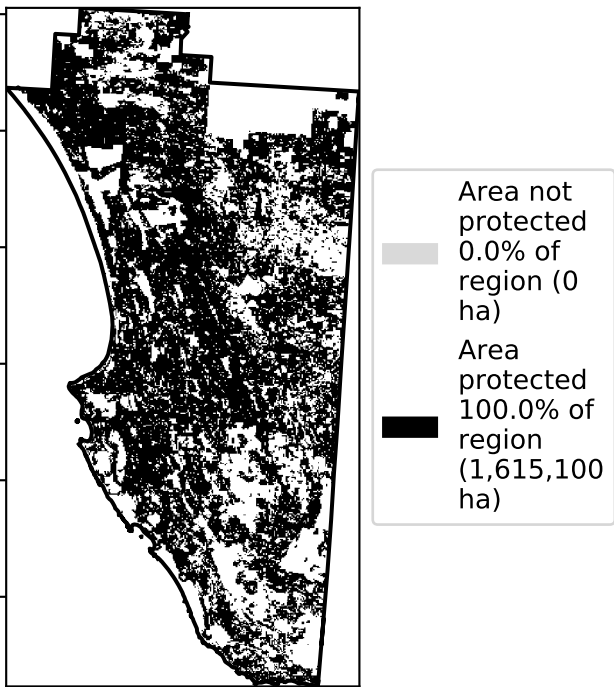 Area not
protected
0.0% of
region (0
ha)
Area
protected
100.0% of
region
(1,615,100
ha)